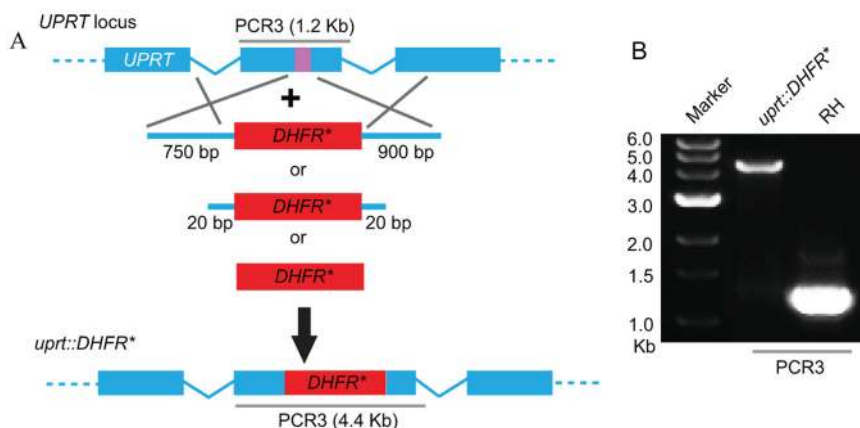 A
UPRT locus
PCR3 (1.2 Kb)
UPRT
+
DHFR*
750 bp
900 bp
or
DHFR*
20 bp
20 bp
or
DHFR*
uprt::DHFR*
DHFR*
PCR3 (4.4 Kb)
B
Marker
uprt::DHFR*
RH
6.0
5.0
4.0
3.0
2.0
1.5
1.0
Kb
PCR3